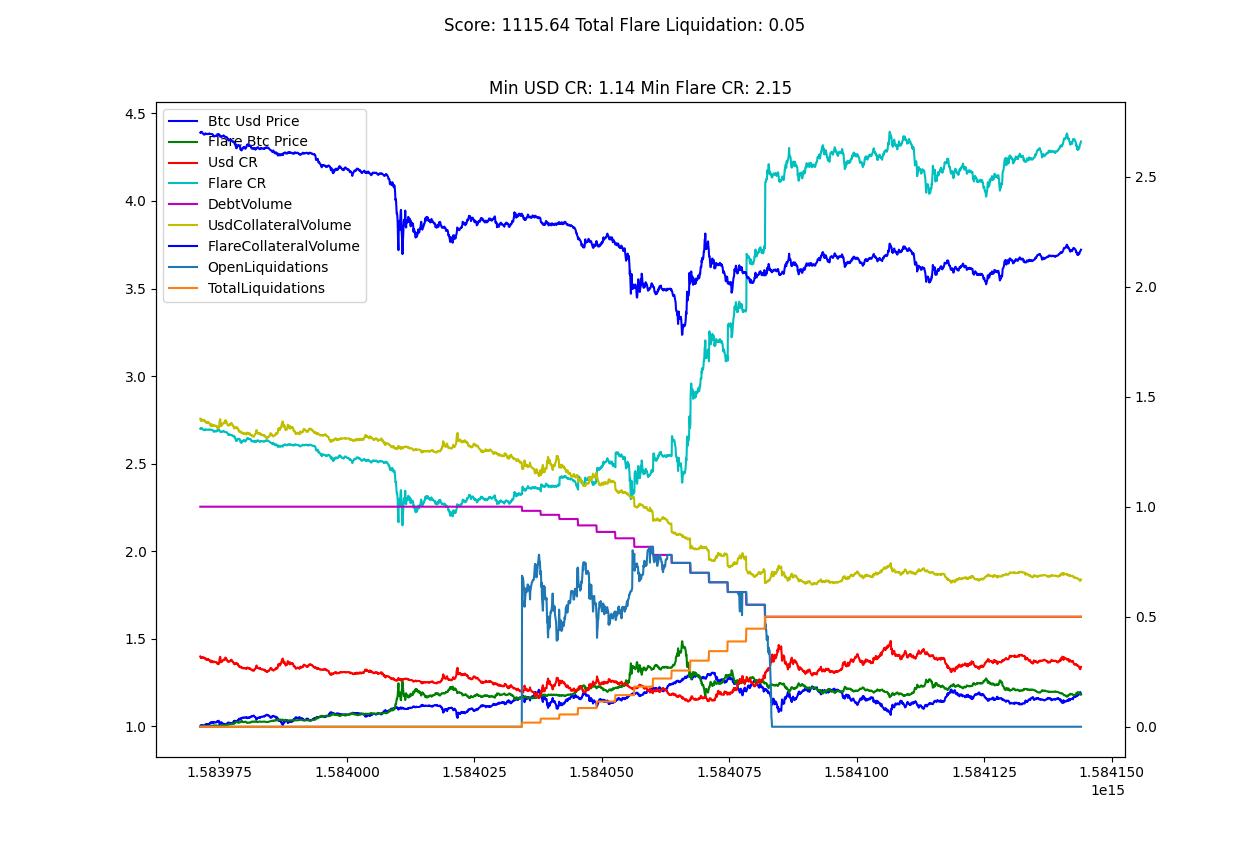 Score: 1115.64 Total Flare Liquidation: 0.05
Min USD CR: 1.14 Min Flare CR: 2.15
Btc Usd Price
Flare Btc Price
Usd CR
Flare CR
DebtVolume
UsdCollateralVolume
FlareCollateralVolume
OpenLiquidations
TotalLiquidations
4.5
4.0
3.5
3.0
2.5
2.0
1.5
1.0
2.5
2.0
1.5
1.0
0.5
0.0
1.583975 1.584000 1.584025 1.584050 1.584075 1.584100 1.584125 1.584150
1e15